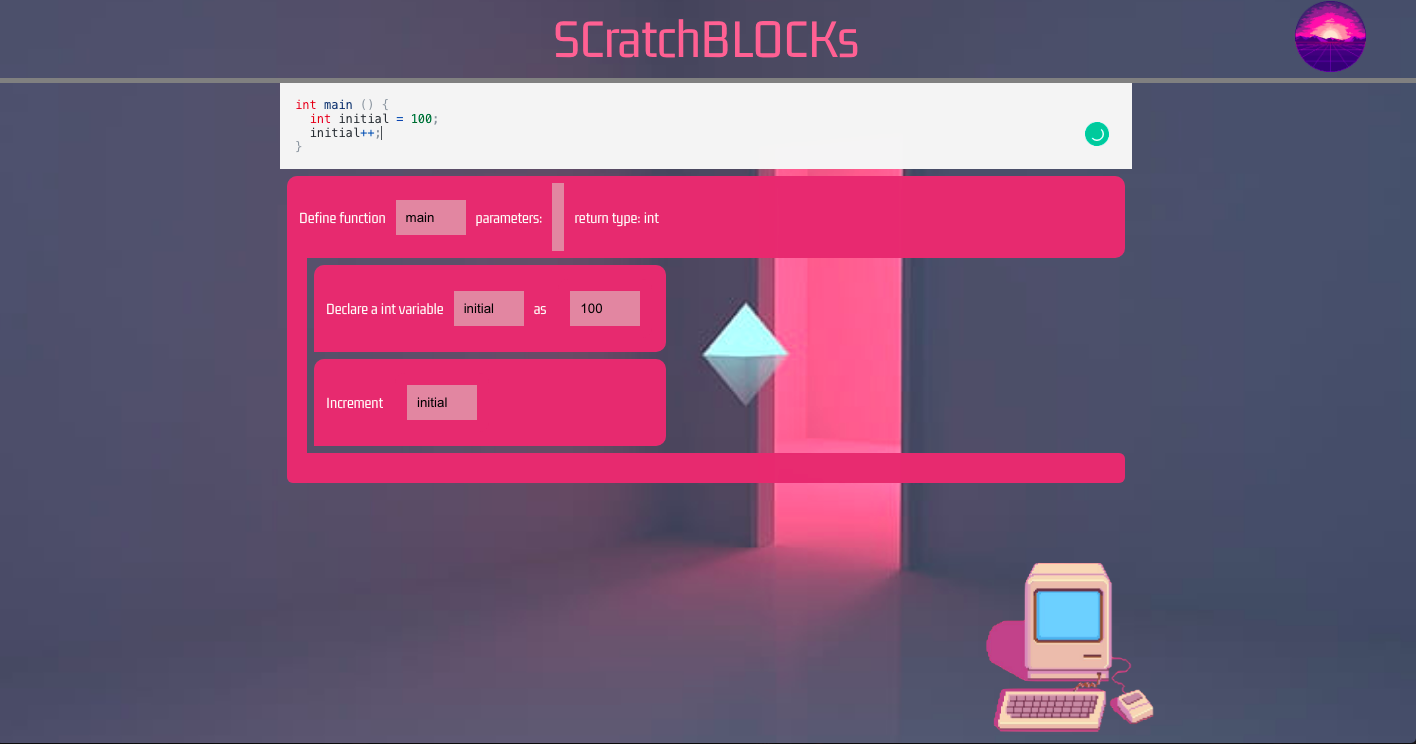 SCratchBLOCKs
int main () {
  int initial = 100;
  initial++;
}
Define function main parameters: return type: int
Declare a int variable initial as 100
Increment initial